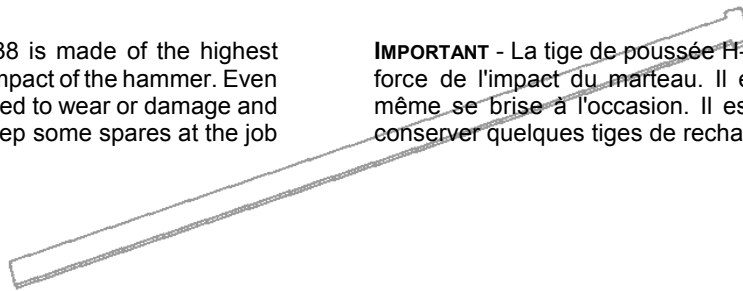 38 is made of the highest
mpact of the hammer. Even
ed to wear or damage and
ep some spares at the job
IMPORTANT - La tige de poussée H-
force de l'impact du marteau. Il e
même se brise à l'occasion. Il es
conserver quelques tiges de recha